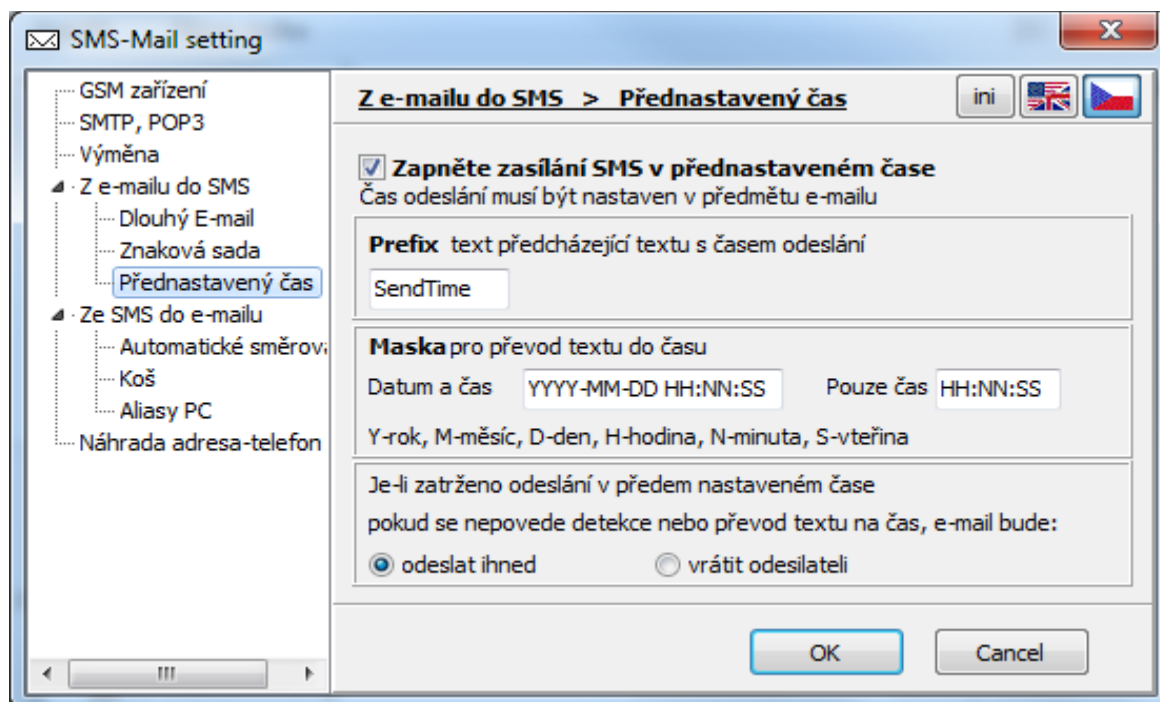 SMS-Mail setting
GSM zařízení
SMTP, POP3
Výměna
Z e-mailu do SMS
Dlouhý E-mail
Znaková sada
Přednastavený čas
Ze SMS do e-mailu
Automatické směrov
Koš
Aliasy PC
Náhrada adresa-telefon
Z e-mailu do SMS > Přednastavený čas
ini
Zapněte zasílání SMS v přednastaveném čase
Čas odeslání musí být nastaven v předmětu e-mailu
Prefix text předcházející textu s časem odeslání
SendTime
Maska pro převod textu do času
Datum a čas YYYY-MM-DD HH:NN:SS Pouze čas HH:NN:SS
Y-rok, M-měsíc, D-den, H-hodina, N-minuta, S-vteřina
Je-li zatrženo odeslání v předem nastaveném čase
pokud se nepovede detekce nebo převod textu na čas, e-mail bude:
odeslat ihned vrátit odesilateli
OK Cancel